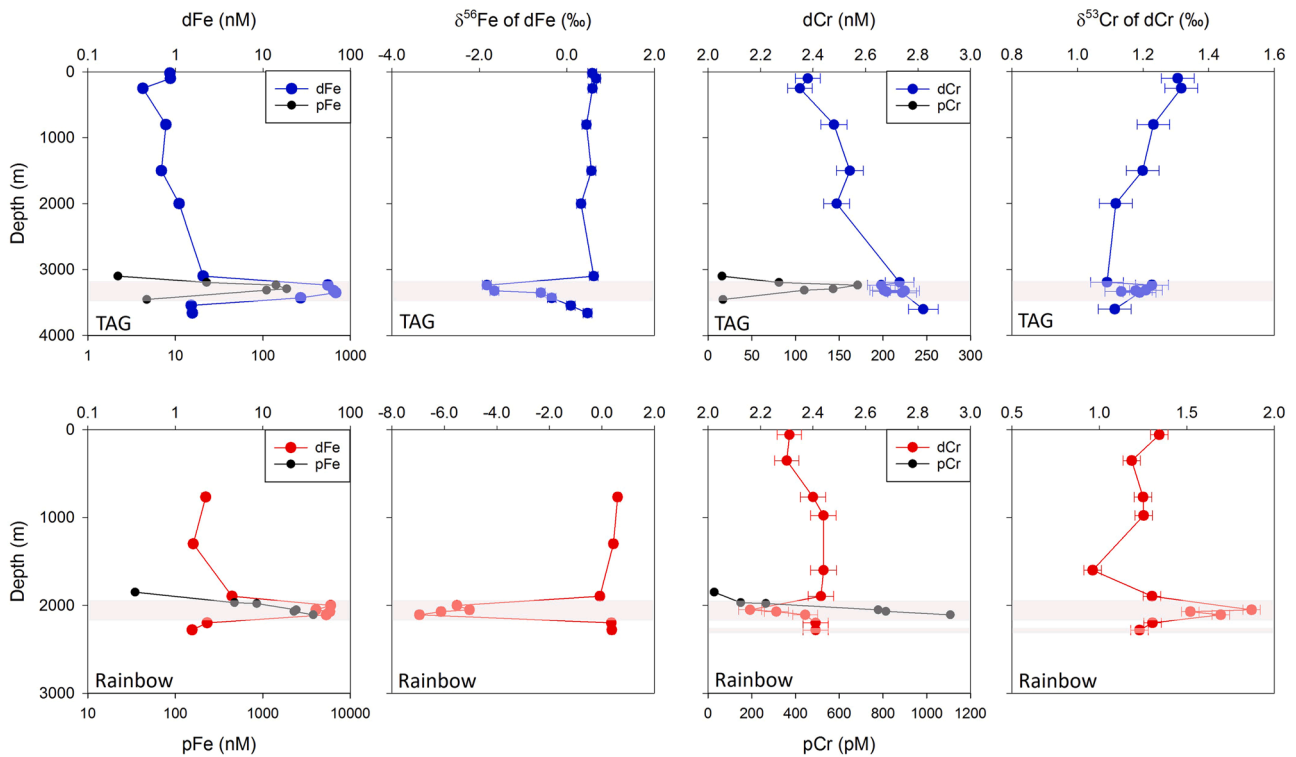 dFe (nM)
δ⁵⁶Fe of dFe (‰)
dCr (nM)
δ⁵³Cr of dCr (‰)
0.1 1 10 100
-4.0 -2.0 0.0 2.0
2.0 2.2 2.4 2.6 2.8 3.0
0.8 1.0 1.2 1.4 1.6
Depth (m)
0
1000
2000
3000
4000
dFe
pFe
dCr
pCr
TAG
TAG
TAG
TAG
1 10 100 1000
0 50 100 150 200 250 300
0.1 1 10 100
-8.0 -6.0 -4.0 -2.0 0.0 2.0
2.0 2.2 2.4 2.6 2.8 3.0
0.5 1.0 1.5 2.0
Depth (m)
0
1000
2000
3000
dFe
pFe
dCr
pCr
Rainbow
Rainbow
Rainbow
Rainbow
10 100 1000 10000
0 200 400 600 800 1000 1200
pFe (nM)
pCr (pM)